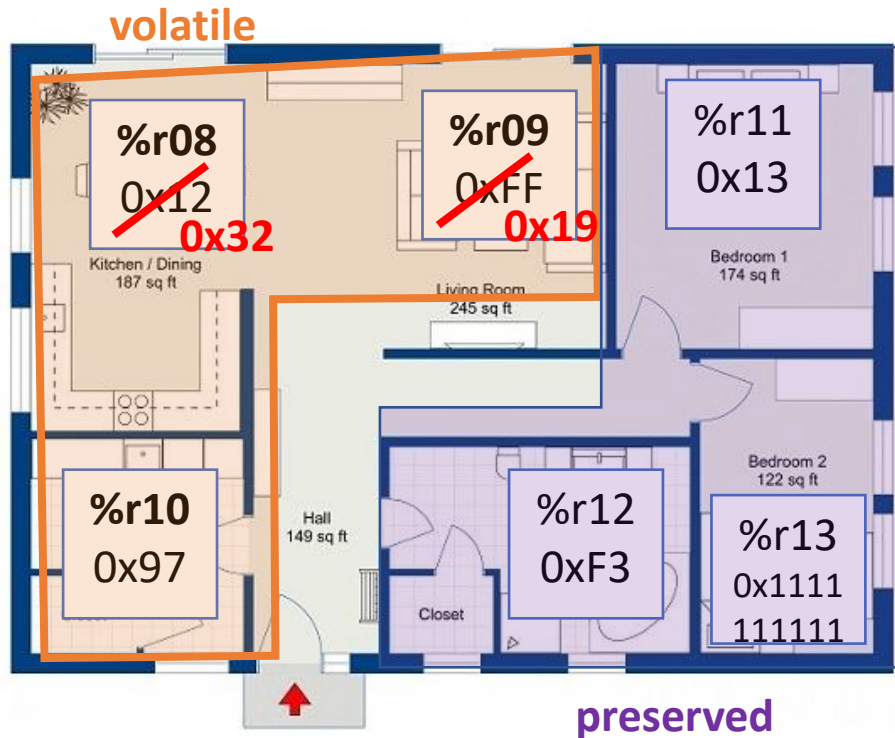 volatile
%r08
0x12
0x32
%r09
0xFF
0x19
%r11
0x13
Kitchen / Dining
187 sq ft
Living Room
245 sq ft
Bedroom 1
174 sq ft
%r10
0x97
Hall
149 sq ft
%r12
0xF3
Closet
Bedroom 2
122 sq ft
%r13
0x1111
111111
preserved